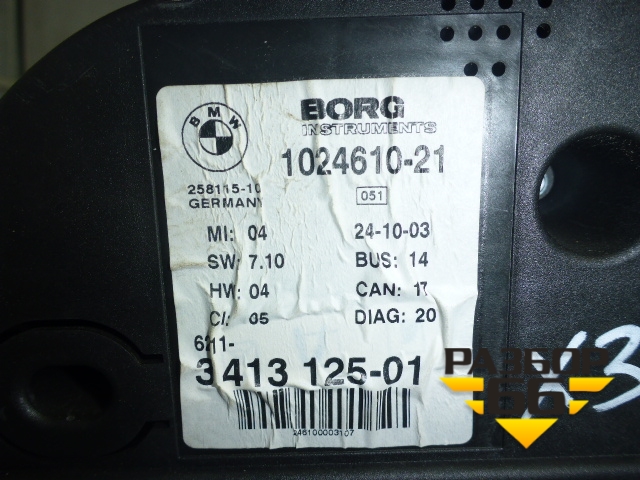 BMW
BORG
INSTRUMENTS
1024610-21
258115-10
GERMANY
051
MI: 04 24-10-03
SW: 7.10 BUS: 14
HW: 04 CAN: 17
CI: 05 DIAG: 20
6211-
3 413 125-01
246100003107
РАЗБОР
66